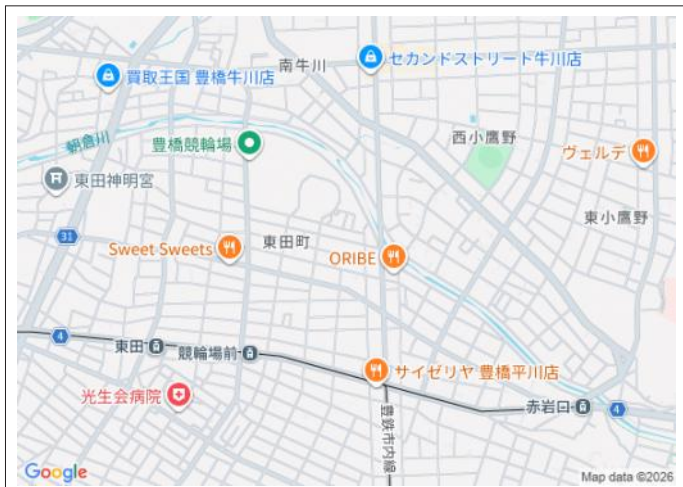 セカンドストリート牛川店
南牛川
買取王国 豊橋牛川店
朝倉川
豊橋競輪場
西小鷹野
ヴェルデ
東田神明宮
東小鷹野
31
Sweet Sweets
東田町
ORIBE
4
東田
競輪場前
サイゼリヤ 豊橋平川店
光生会病院
赤岩口
4
豊鉄市内線
Google
Map data ©2026